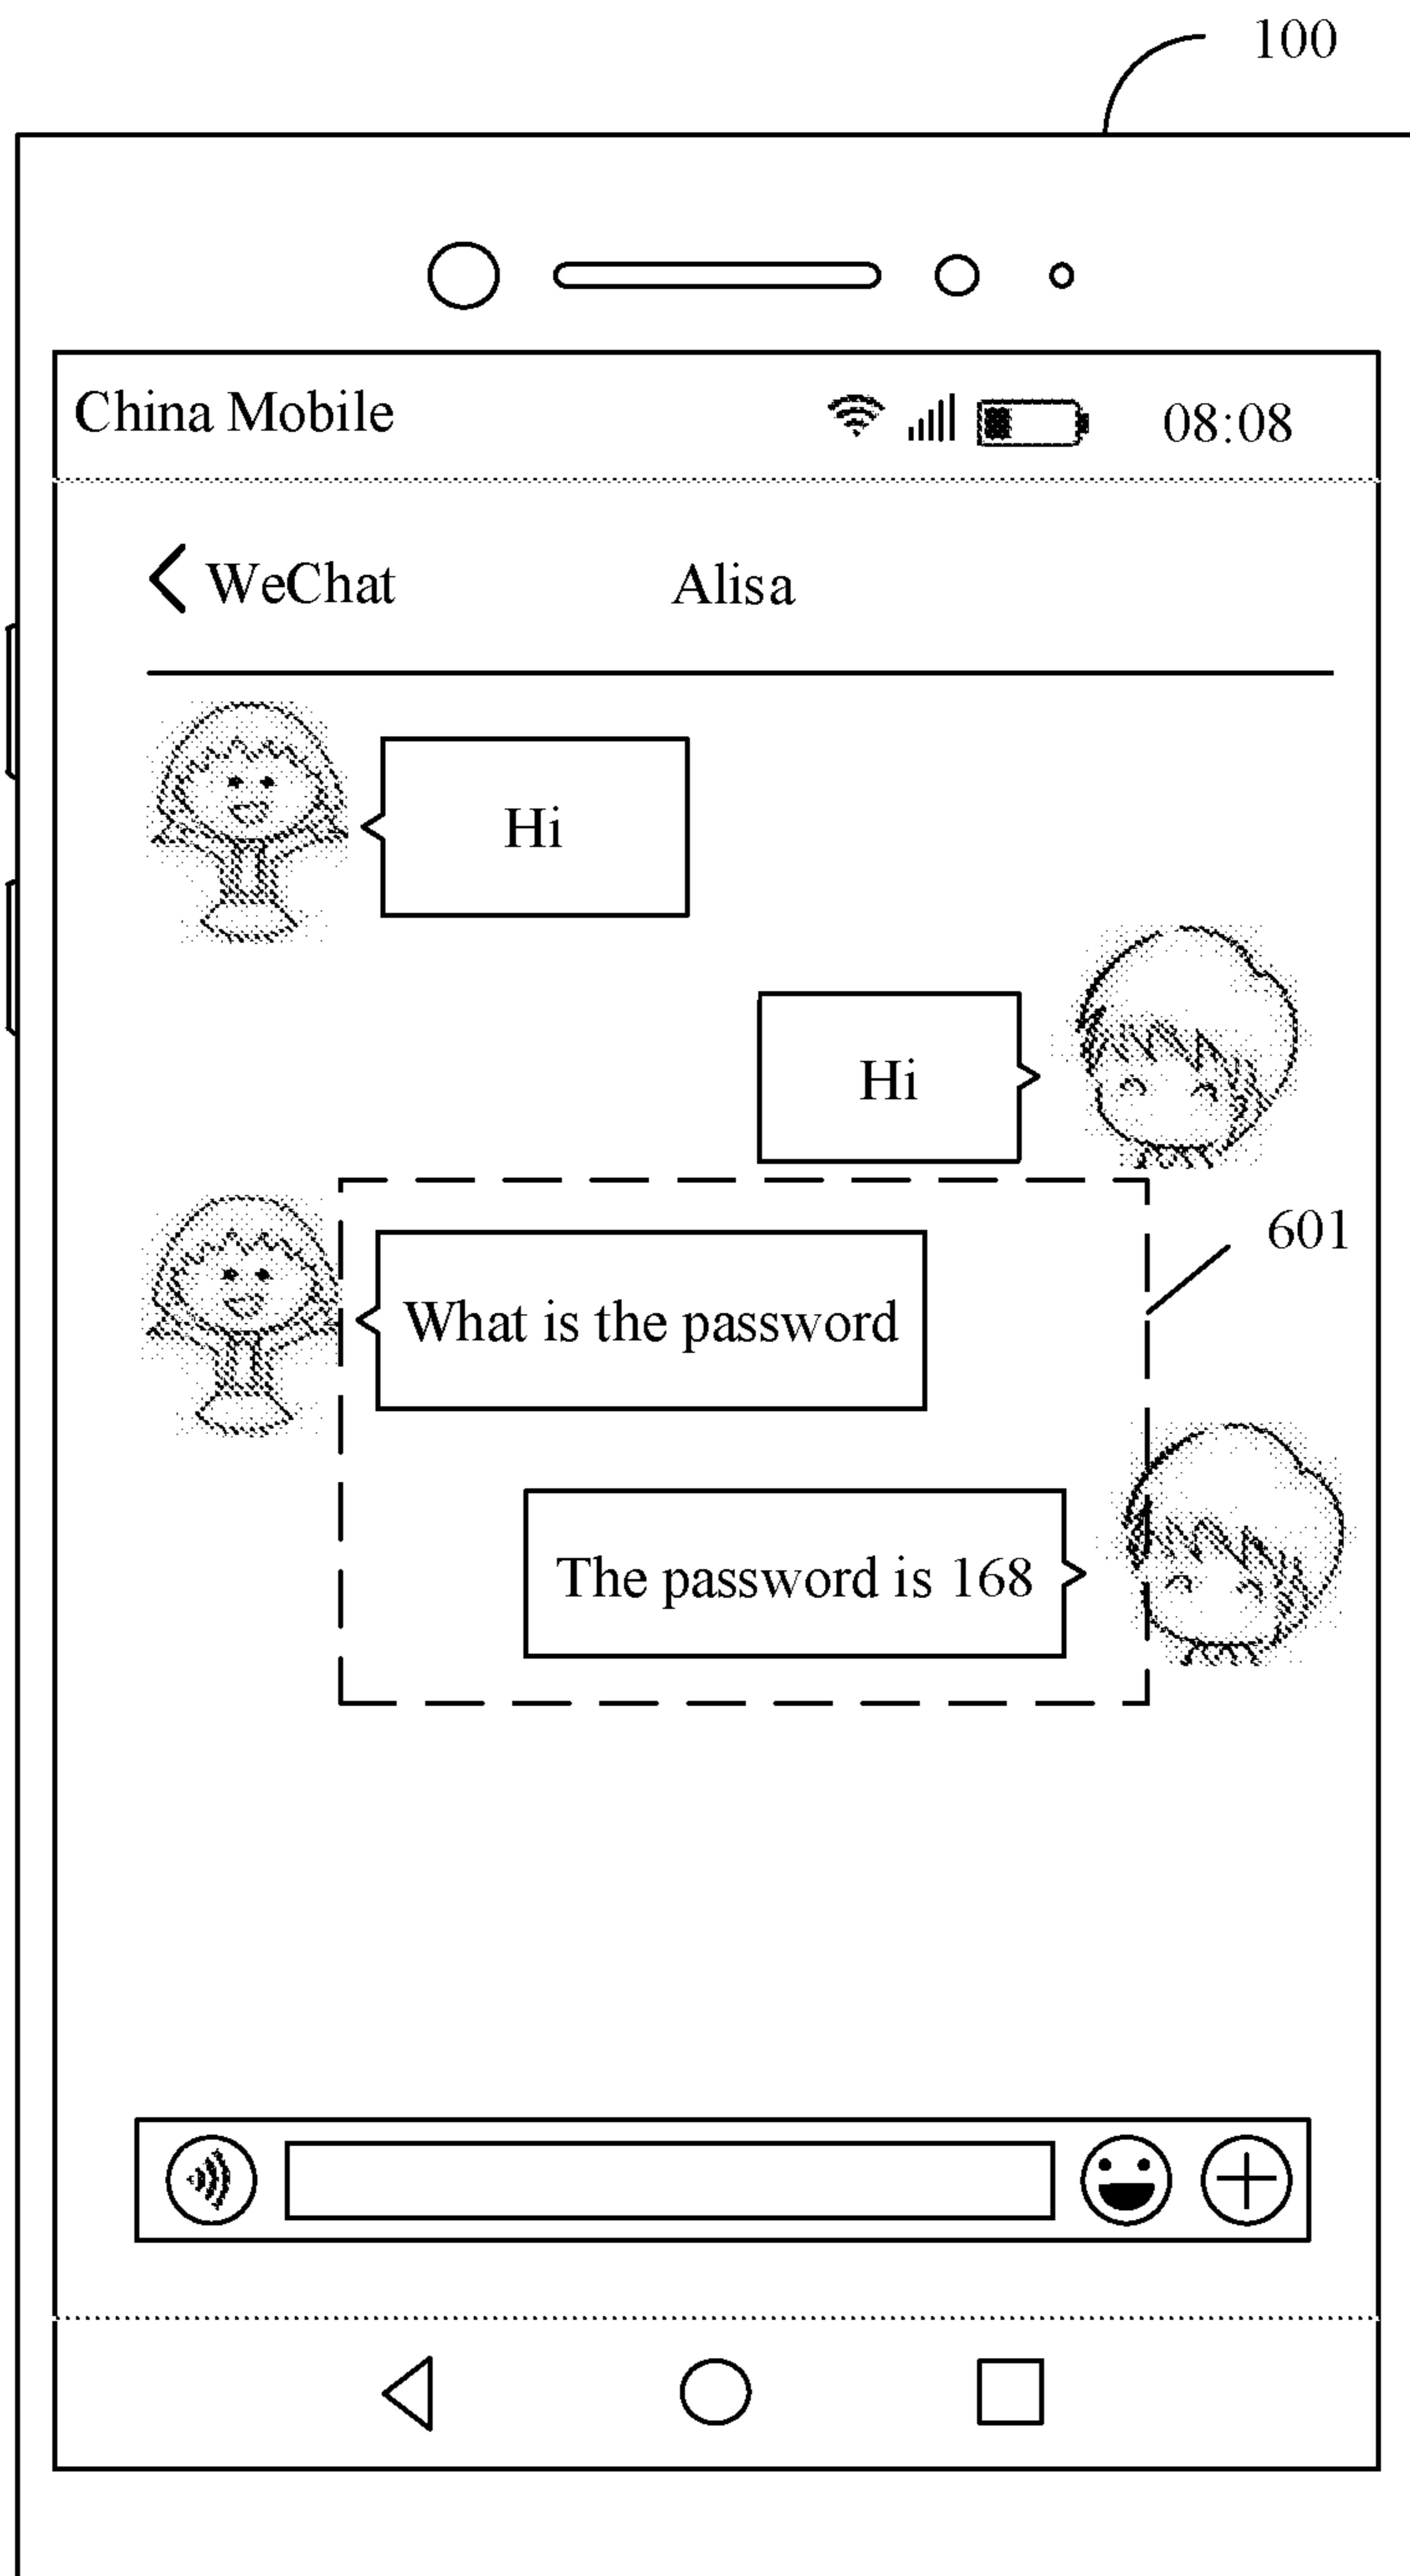 100
China Mobile 08:08
WeChat Alisa
Hi
Hi
601
What is the password
The password is 168